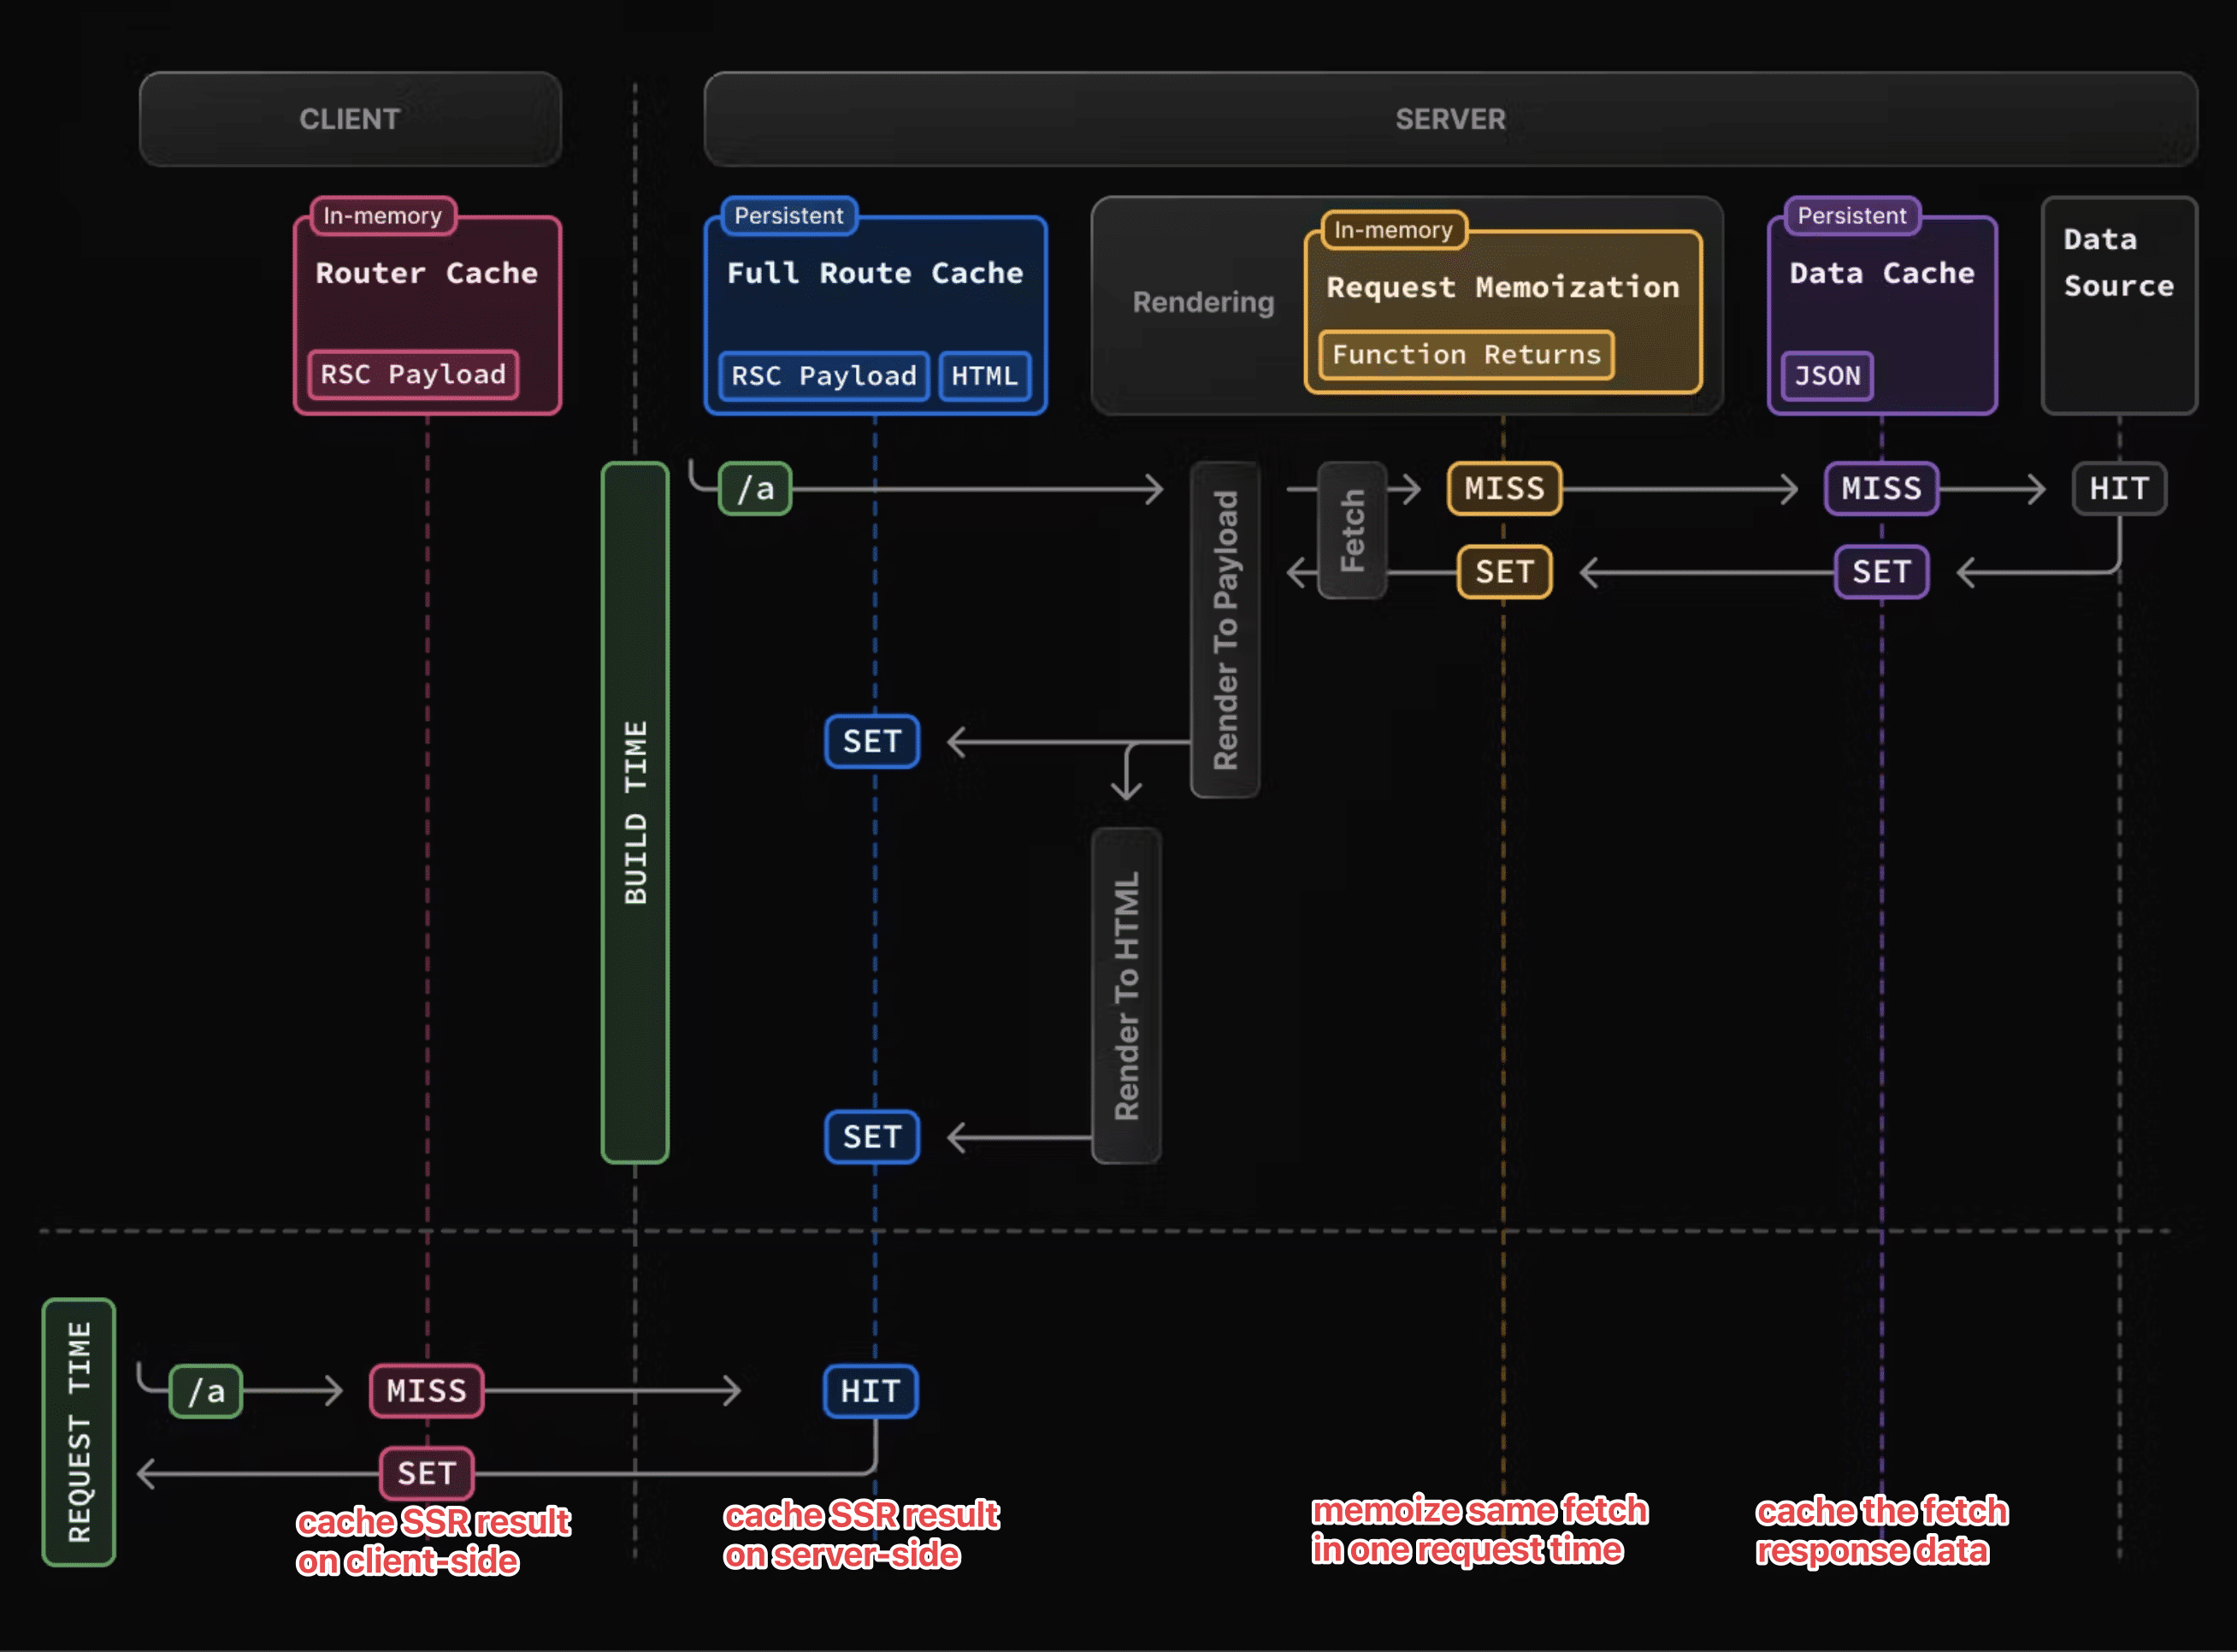 CLIENT
SERVER
In-memory
Router Cache
RSC Payload
Persistent
Full Route Cache
RSC Payload
HTML
Rendering
In-memory
Request Memoization
Function Returns
Persistent
Data Cache
JSON
Data
Source
BUILD TIME
/a
Render To Payload
Fetch
MISS
MISS
HIT
SET
SET
SET
Render To HTML
SET
REQUEST TIME
/a
MISS
HIT
SET
cache SSR result
on client-side
cache SSR result
on server-side
memoize same fetch
in one request time
cache the fetch
response data